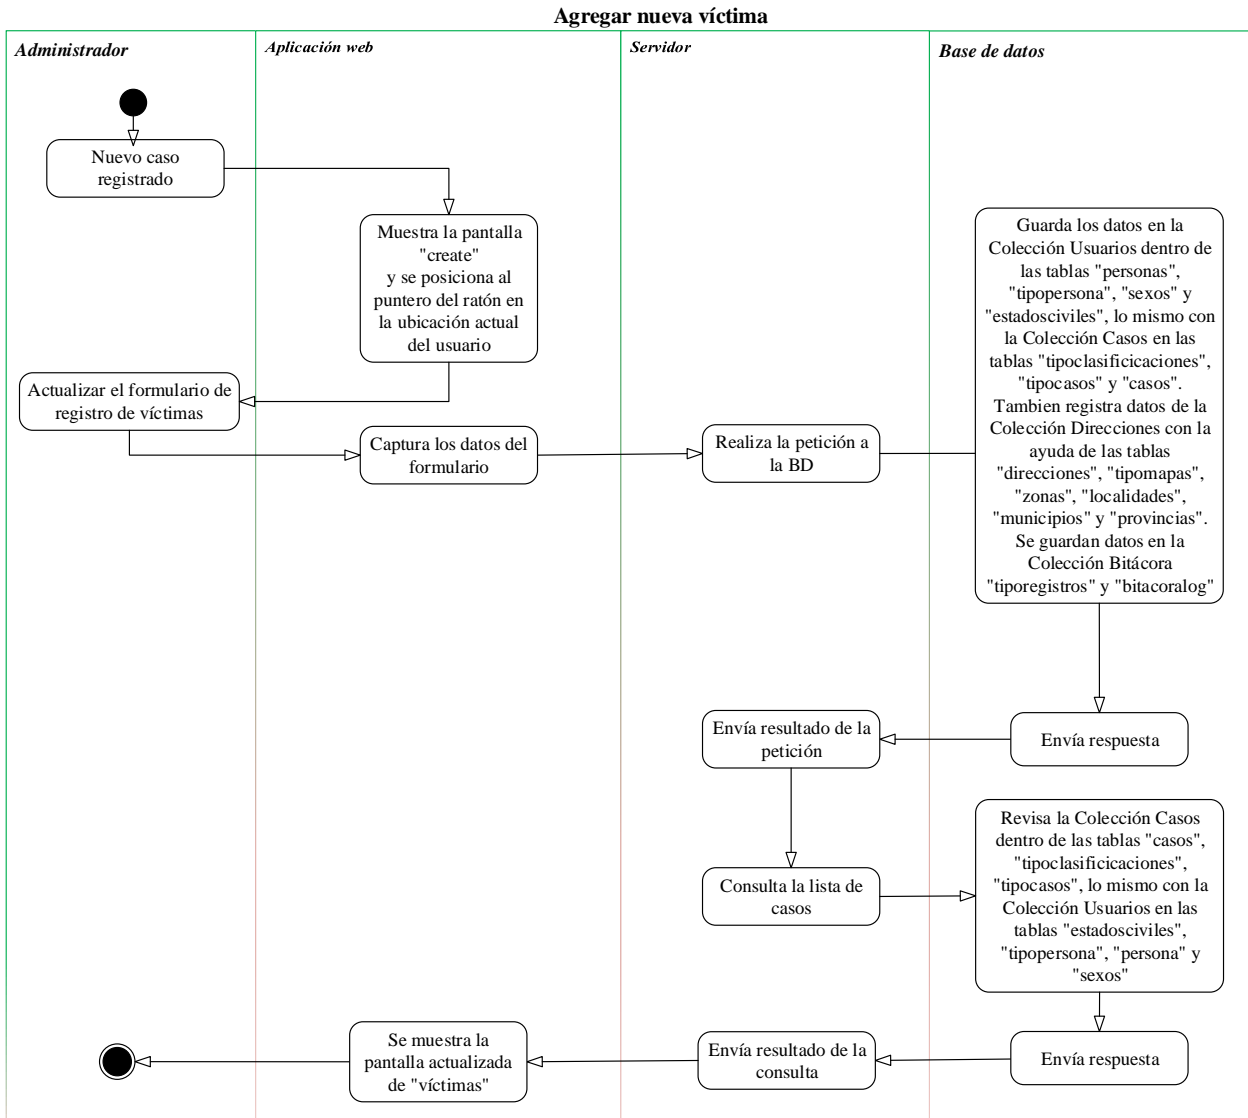 Agregar nueva víctima
Administrador
Aplicación web
Servidor
Base de datos
Nuevo caso
registrado
Muestra la pantalla
"create"
y se posiciona al
puntero del ratón en
la ubicación actual
del usuario
Actualizar el formulario de
registro de víctimas
Captura los datos del
formulario
Realiza la petición a
la BD
Guarda los datos en la
Colección Usuarios dentro de
las tablas "personas",
"tipopersona", "sexos" y
"estadosciviles", lo mismo con
la Colección Casos en las
tablas "tipoclasificicaciones",
"tipocasos" y "casos".
Tambien registra datos de la
Colección Direcciones con la
ayuda de las tablas
"direcciones", "tipomapas",
"zonas", "localidades",
"municipios" y "provincias".
Se guardan datos en la
Colección Bitácora
"tiporegistros" y "bitacoralog"
Envía respuesta
Envía resultado de la
petición
Consulta la lista de
casos
Revisa la Colección Casos
dentro de las tablas "casos",
"tipoclasificicaciones",
"tipocasos", lo mismo con la
Colección Usuarios en las
tablas "estadosciviles",
"tipopersona", "persona" y
"sexos"
Envía respuesta
Envía resultado de la
consulta
Se muestra la
pantalla actualizada
de "víctimas"